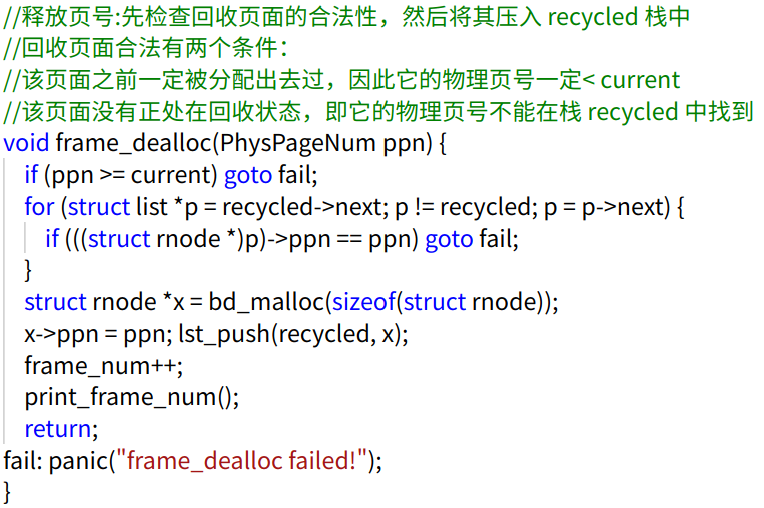 //释放页号:先检查回收页面的合法性，然后将其压入 recycled 栈中
//回收页面合法有两个条件：
//该页面之前一定被分配出去过，因此它的物理页号一定< current
//该页面没有正处在回收状态，即它的物理页号不能在栈 recycled 中找到
void frame_dealloc(PhysPageNum ppn) {
if (ppn >= current) goto fail;
for (struct list *p = recycled->next; p != recycled; p = p->next) {
if (((struct rnode *)p)->ppn == ppn) goto fail;
}
struct rnode *x = bd_malloc(sizeof(struct rnode));
x->ppn = ppn; lst_push(recycled, x);
frame_num++;
print_frame_num();
return;
fail: panic("frame_dealloc failed!");
}